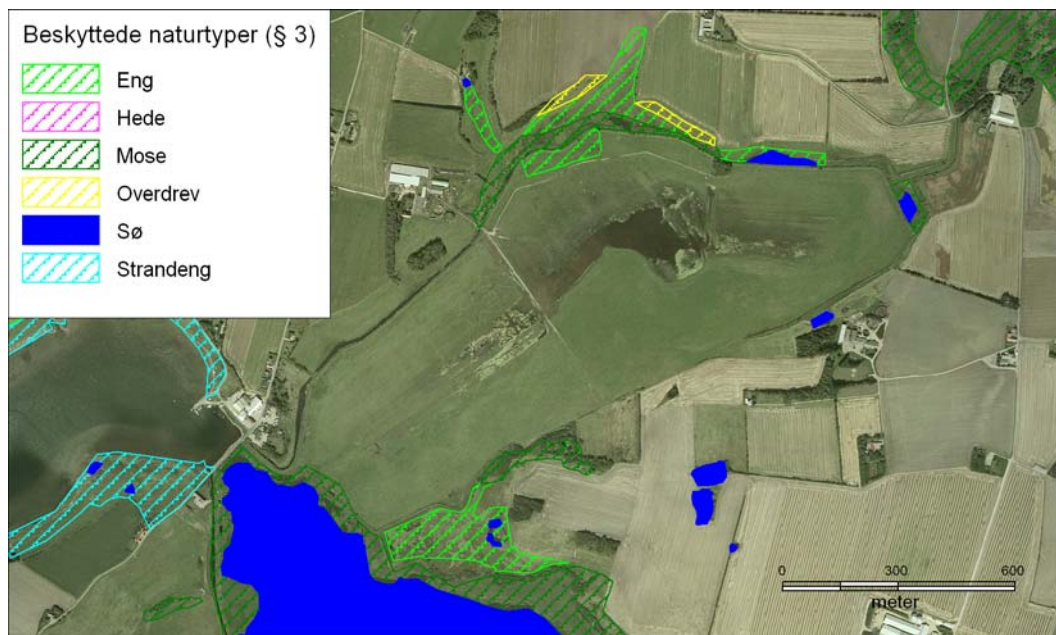 Beskyttede naturtyper (§ 3)
Eng
Hede
Mose
Overdrev
Sø
Strandeng
0 300 600
meter